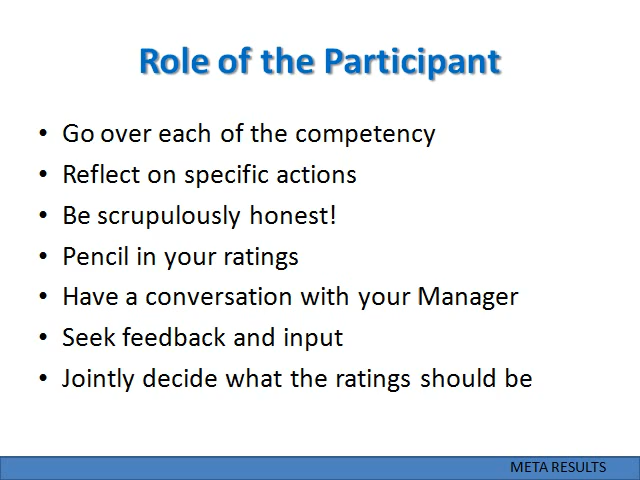 Role of the Participant
• Go over each of the competency
• Reflect on specific actions
• Be scrupulously honest!
• Pencil in your ratings
• Have a conversation with your Manager
• Seek feedback and input
• Jointly decide what the ratings should be
META RESULTS